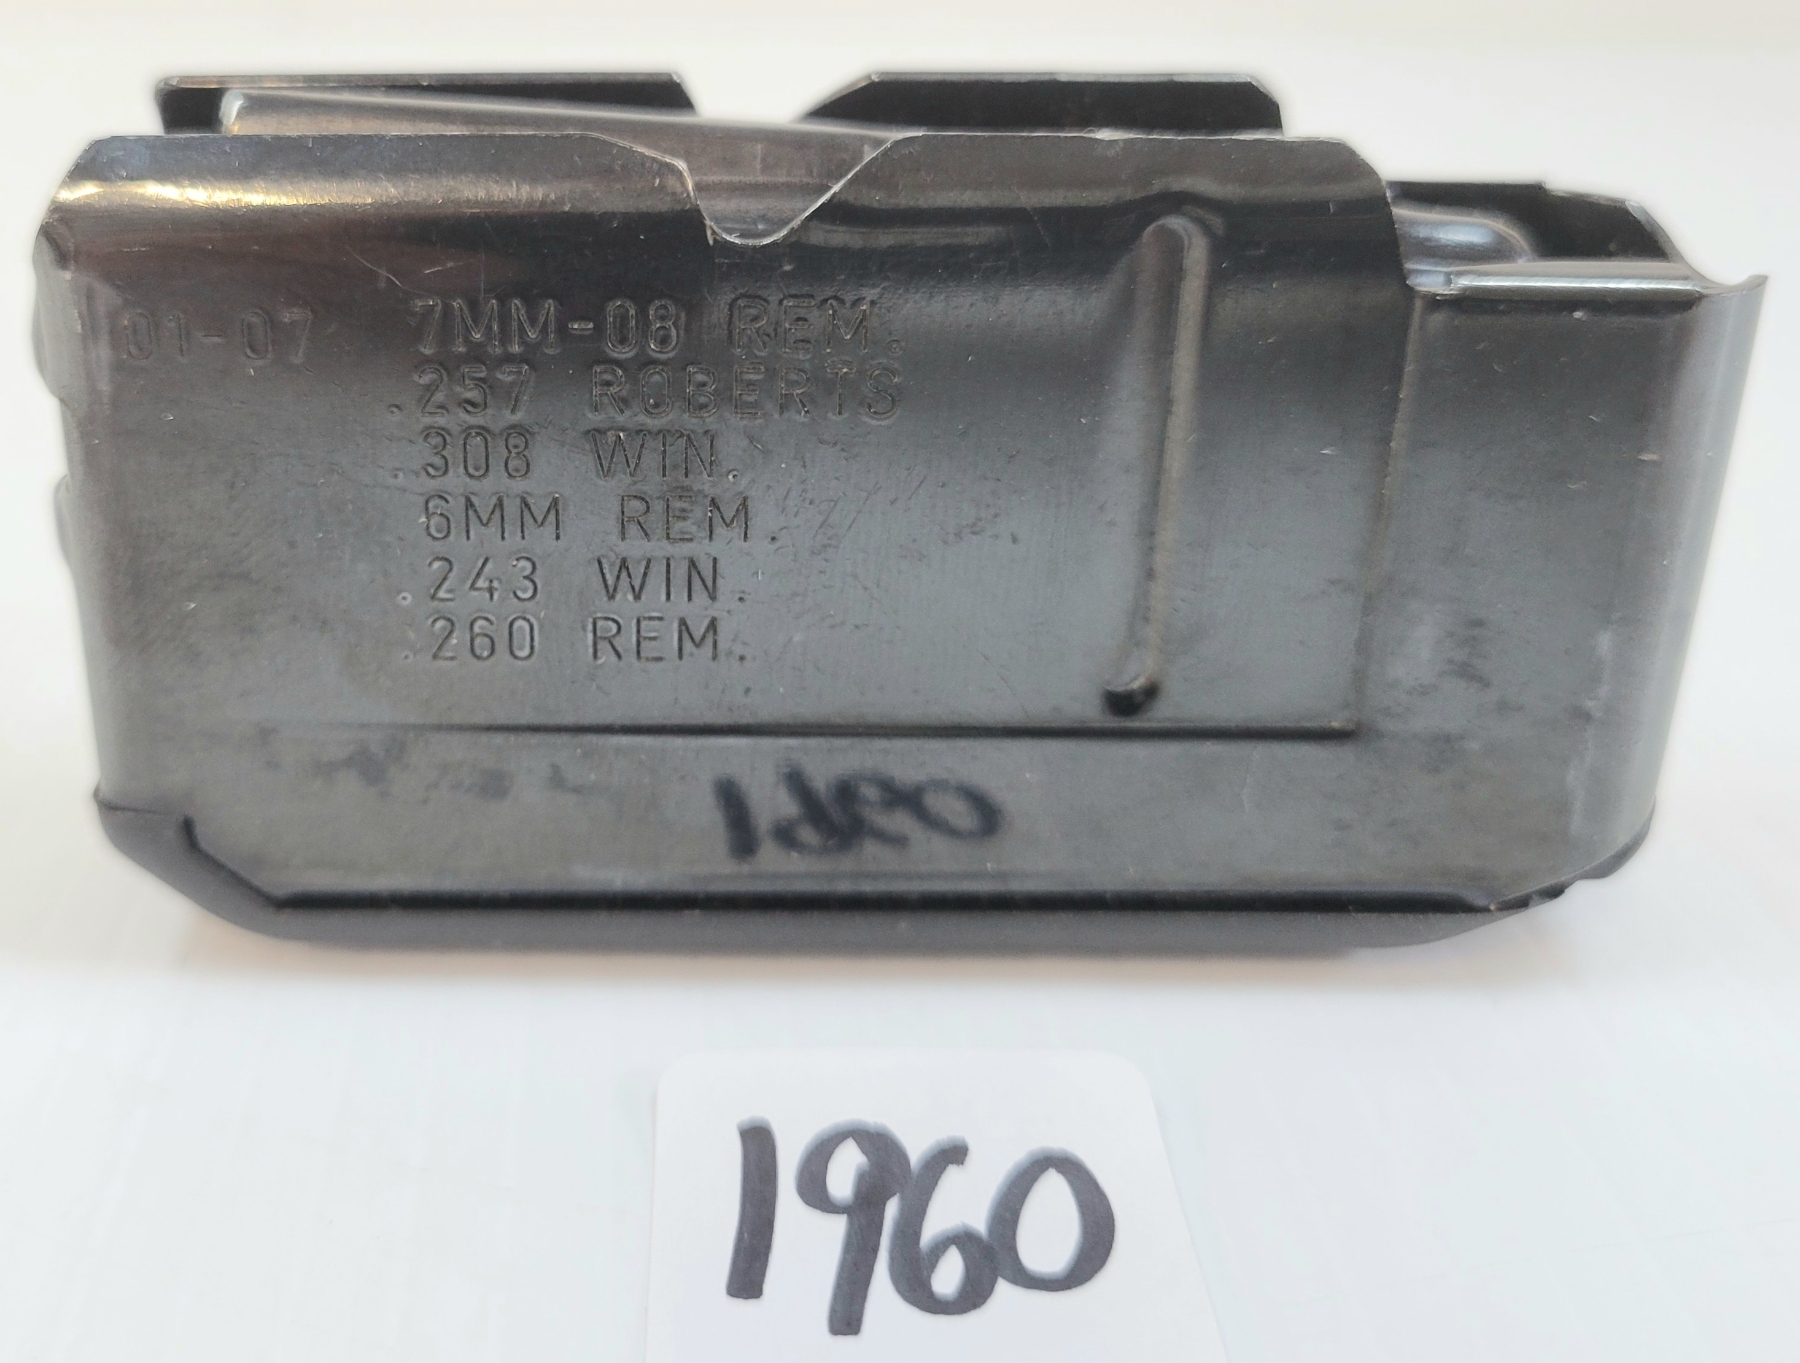 01-07 7MM-08 REM.
.257 ROBERTS
.308 WIN.
6MM REM.
.243 WIN.
.260 REM.
1960